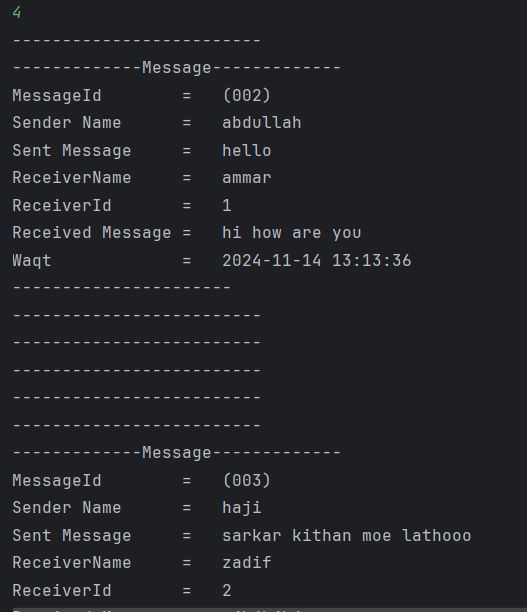 4
-------------------------
-------------Message-------------
MessageId        =   (002)
Sender Name      =   abdullah
Sent Message     =   hello
ReceiverName     =   ammar
ReceiverId       =   1
Received Message =   hi how are you
Waqt             =   2024-11-14 13:13:36
----------------------
-------------------------
-------------------------
-------------------------
-------------------------
-------------Message-------------
MessageId        =   (003)
Sender Name      =   haji
Sent Message     =   sarkar kithan moe lathooo
ReceiverName     =   zadif
ReceiverId       =   2